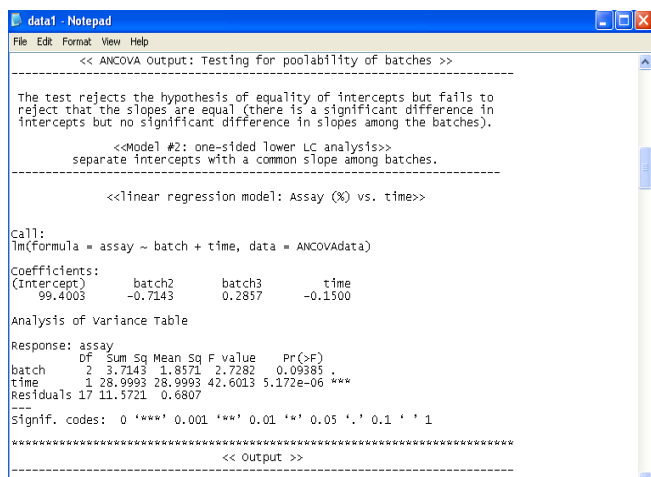 data1 - Notepad
File Edit Format View Help
<< ANCOVA Output: Testing for poolability of batches >>
--------------------------------------------------------------------------
The test rejects the hypothesis of equality of intercepts but fails to
reject that the slopes are equal (there is a significant difference in
intercepts but no significant difference in slopes among the batches).
<<Model #2: one-sided lower LC analysis>>
separate intercepts with a common slope among batches.
------------------------------------------------------------------------
<<linear regression model: Assay (%) vs. time>>
Call:
lm(formula = assay ~ batch + time, data = ANCOVAdata)
Coefficients:
(Intercept) batch2 batch3 time
99.4003 -0.7143 0.2857 -0.1500
Analysis of Variance Table
Response: assay
Df Sum Sq Mean Sq F value Pr(>F)
batch 2 3.7143 1.8571 2.7282 0.09385 .
time 1 28.9993 28.9993 42.6013 5.172e-06 ***
Residuals 17 11.5721 0.6807
---
Signif. codes: 0 ‘***’ 0.001 ‘**’ 0.01 ‘*’ 0.05 ‘.’ 0.1 ‘ ’ 1
**************************************************************************
<< Output >>
--------------------------------------------------------------------------